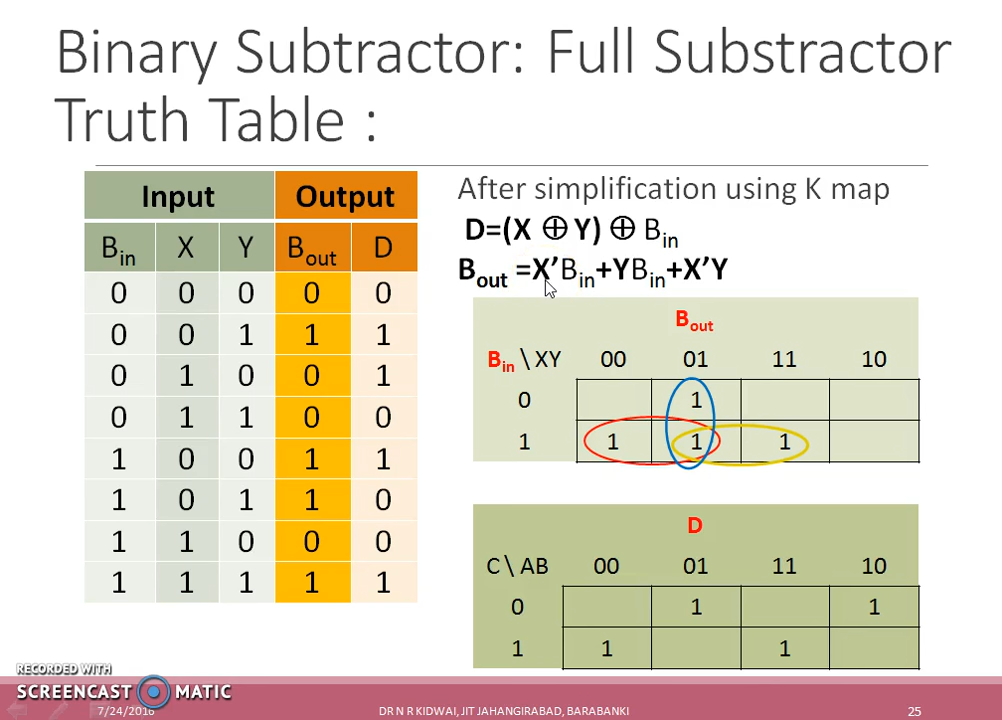 Binary Subtractor: Full Substractor
Truth Table :
Input Output
Bin X Y Bout D
0 0 0 0 0
0 0 1 1 1
0 1 0 0 1
0 1 1 0 0
1 0 0 1 1
1 0 1 1 0
1 1 0 0 0
1 1 1 1 1
After simplification using K map
D=(X ⊕ Y) ⊕ Bin
Bout =X’Bin+YBin+X’Y
Bout
Bin \ XY 00 01 11 10
0 1
1 1 1 1
D
C \ AB 00 01 11 10
0 1 1
1 1 1
RECORDED WITH
SCREENCAST MATIC
7/24/2016 DR N R KIDWAI, JIT JAHANGIRABAD, BARABANKI 25